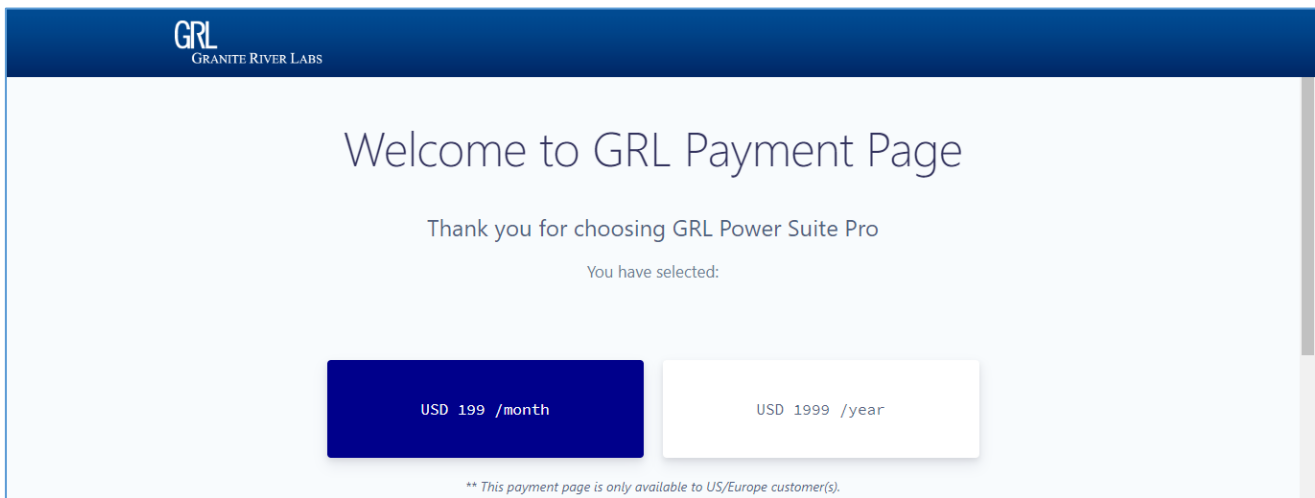 GRL
GRANITE RIVER LABS
Welcome to GRL Payment Page
Thank you for choosing GRL Power Suite Pro
You have selected:
USD 199 /month
USD 1999 /year
** This payment page is only available to US/Europe customer(s).